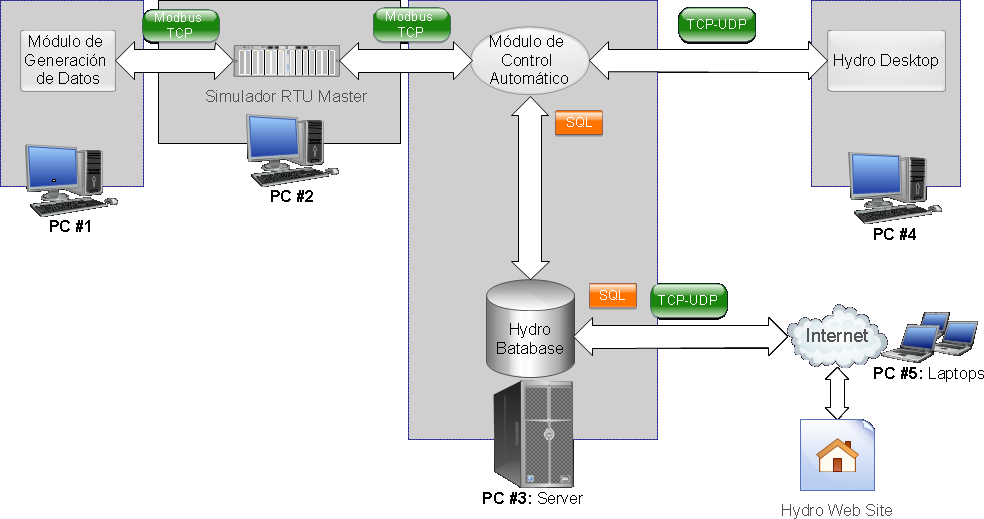 Modbus
TCP
Modbus
TCP
TCP-UDP
Módulo de
Generación
de Datos
Simulador RTU Master
Módulo de
Control
Automático
Hydro Desktop
SQL
PC #1
PC #2
PC #4
SQL
TCP-UDP
Hydro
Batabase
Internet
PC #5: Laptops
PC #3: Server
Hydro Web Site